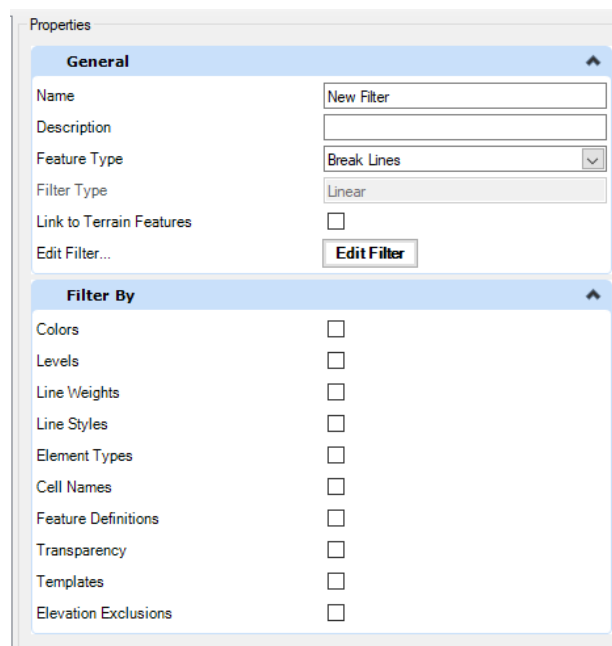 Properties
General
Name New Filter
Description
Feature Type Break Lines
Filter Type Linear
Link to Terrain Features
Edit Filter... Edit Filter
Filter By
Colors
Levels
Line Weights
Line Styles
Element Types
Cell Names
Feature Definitions
Transparency
Templates
Elevation Exclusions